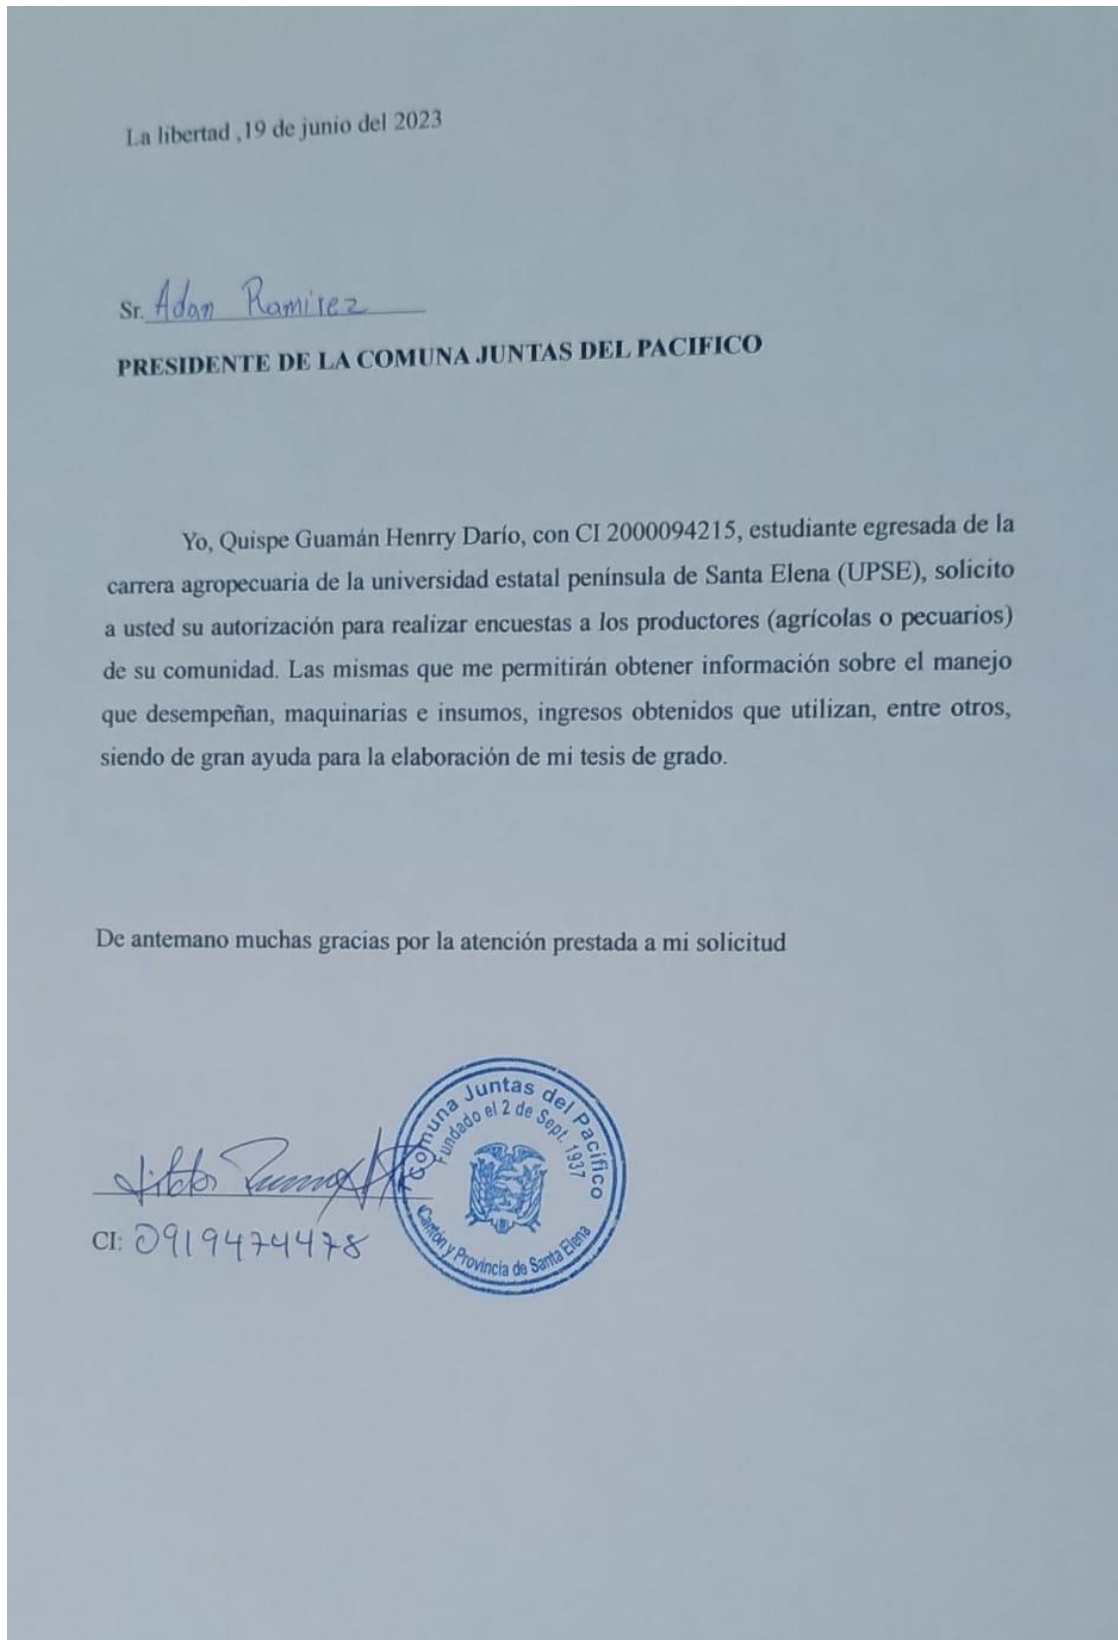 La libertad ,19 de junio del 2023
Sr. Adan Ramirez
PRESIDENTE DE LA COMUNA JUNTAS DEL PACIFICO
Yo, Quispe Guamán Henrry Darío, con CI 2000094215, estudiante egresada de la
carrera agropecuaria de la universidad estatal península de Santa Elena (UPSE), solicito
a usted su autorización para realizar encuestas a los productores (agrícolas o pecuarios)
de su comunidad. Las mismas que me permitirán obtener información sobre el manejo
que desempeñan, maquinarias e insumos, ingresos obtenidos que utilizan, entre otros,
siendo de gran ayuda para la elaboración de mi tesis de grado.
De antemano muchas gracias por la atención prestada a mi solicitud
Comuna Juntas del Pacífico
Fundado el 2 de Sept. 1937
Cantón y Provincia de Santa Elena
CI: 0919474478